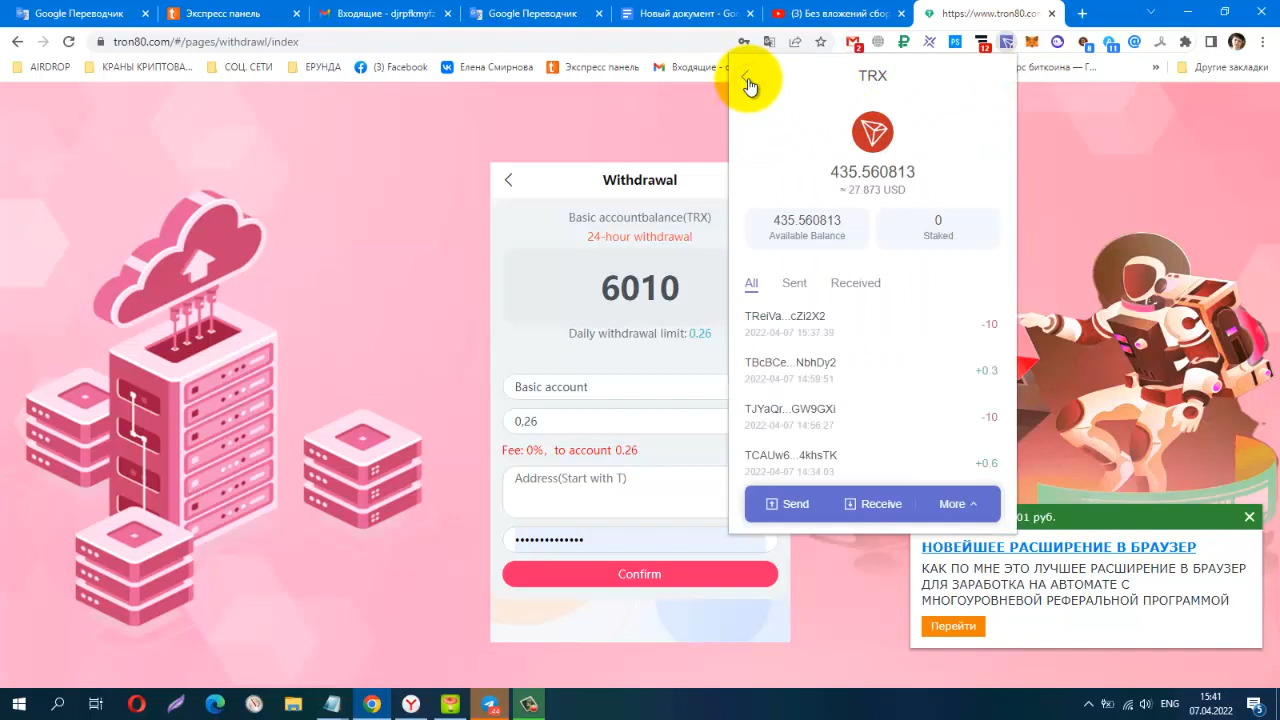 Google Переводчик
Экспресс панель
Входящие - djrpfkmyfz
Google Переводчик
Новый документ - Go
(3) Без вложений сбор
https://www.tron80.com/
tron80.com/#/pages/withdrawl/index
AIRDROP
КРАНЫ КРИПТОВА...
СОЦ. СЕТИ
ЕРУНДА
(3) Facebook
Елена Смирнова
Экспресс панель
Входящие -
рс биткоина — Г...
»
Другие закладки
TRX
435.560813
≈ 27.873 USD
435.560813
Available Balance
0
Staked
All
Sent
Received
TReiVa...cZi2X2
2022-04-07 15:37:39
-10
TBcBCe...NbhDy2
2022-04-07 14:59:51
+0.3
TJYaQr...GW9GXi
2022-04-07 14:56:27
-10
TCAUw6...4khsTK
2022-04-07 14:34:03
+0.6
Send
Receive
More
Withdrawal
Basic accountbalance(TRX)
24-hour withdrawal
6010
Daily withdrawal limit: 0.26
Basic account
0,26
Fee: 0%, to account 0.26
Address(Start with T)
Confirm
01 руб.
НОВЕЙШЕЕ РАСШИРЕНИЕ В БРАУЗЕР
КАК ПО МНЕ ЭТО ЛУЧШЕЕ РАСШИРЕНИЕ В БРАУЗЕР
ДЛЯ ЗАРАБОТКА НА АВТОМАТЕ С
МНОГОУРОВНЕВОЙ РЕФЕРАЛЬНОЙ ПРОГРАММОЙ
Перейти
ENG
15:41
07.04.2022